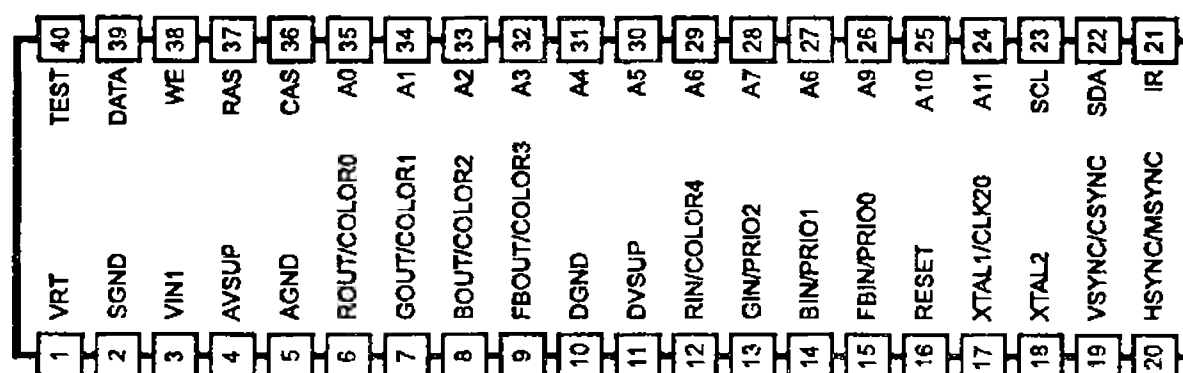 1 VRT TEST 40
2 SGND DATA 39
3 VIN1 WE 38
4 AVSUP RAS 37
5 AGND CAS 36
6 ROUT/COLOR0 A0 35
7 GOUT/COLOR1 A1 34
8 BOUT/COLOR2 A2 33
9 FBOUT/COLOR3 A3 32
10 DGND A4 31
11 DVSUP A5 30
12 RIN/COLOR4 A6 29
13 GIN/PRIO2 A7 28
14 BIN/PRIO1 A6 27
15 FBIN/PRIO0 A9 26
16 RESET A10 25
17 XTAL1/CLK20 A11 24
18 XTAL2 SCL 23
19 VSYNC/CSYNC SDA 22
20 HSYNC/MSYNC IR 21